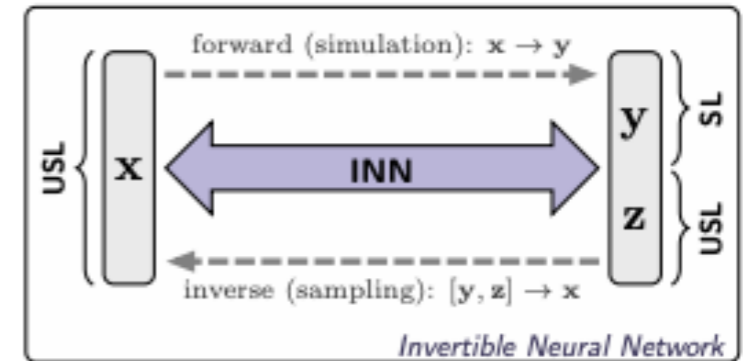 forward (simulation): x → y
USL
x
INN
y
z
SL
USL
inverse (sampling): [y, z] → x
Invertible Neural Network